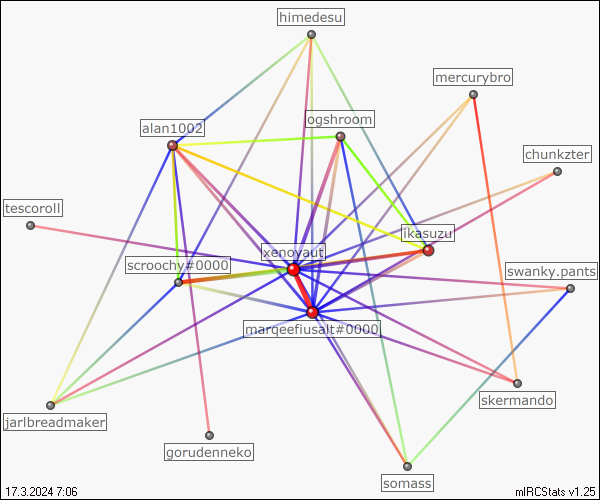 himedesu
mercurybro
ogshroom
alan1002
chunkzter
tescoroll
ikasuzu
xenoyaut
scroochy#0000
swanky.pants
marqeefiusalt#0000
skermando
jarlbreadmaker
gorudenneko
somass
17.3.2024 7:06
mIRCStats v1.25